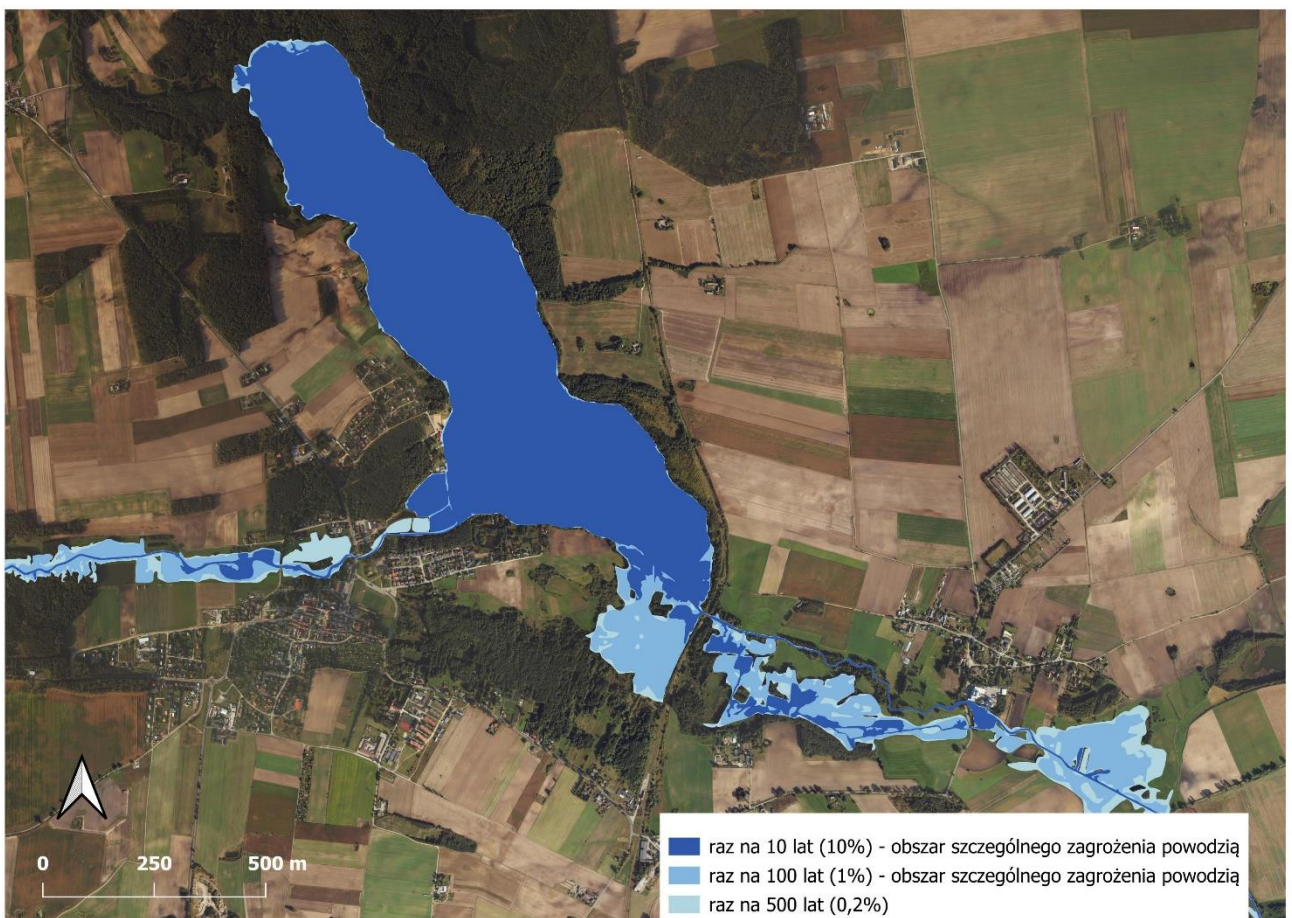 raz na 10 lat (10%) - obszar szczególnego zagrożenia powodzią
raz na 100 lat (1%) - obszar szczególnego zagrożenia powodzią
raz na 500 lat (0,2%)
0 250 500 m